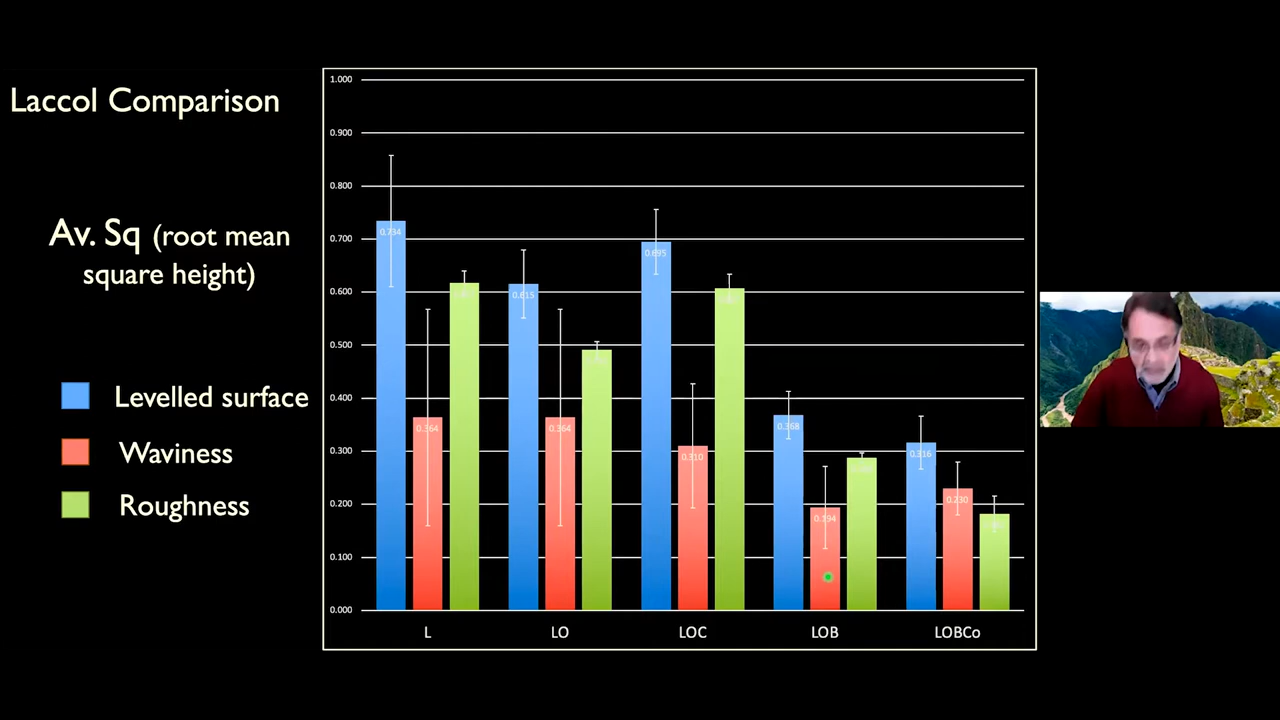 Laccol Comparison
Av. Sq (root mean
square height)
Levelled surface
Waviness
Roughness
1.000
0.900
0.800
0.700
0.600
0.500
0.400
0.300
0.200
0.100
0.000
0.734
0.364
0.615
0.364
0.695
0.310
0.368
0.194
0.316
0.230
L
LO
LOC
LOB
LOBCo